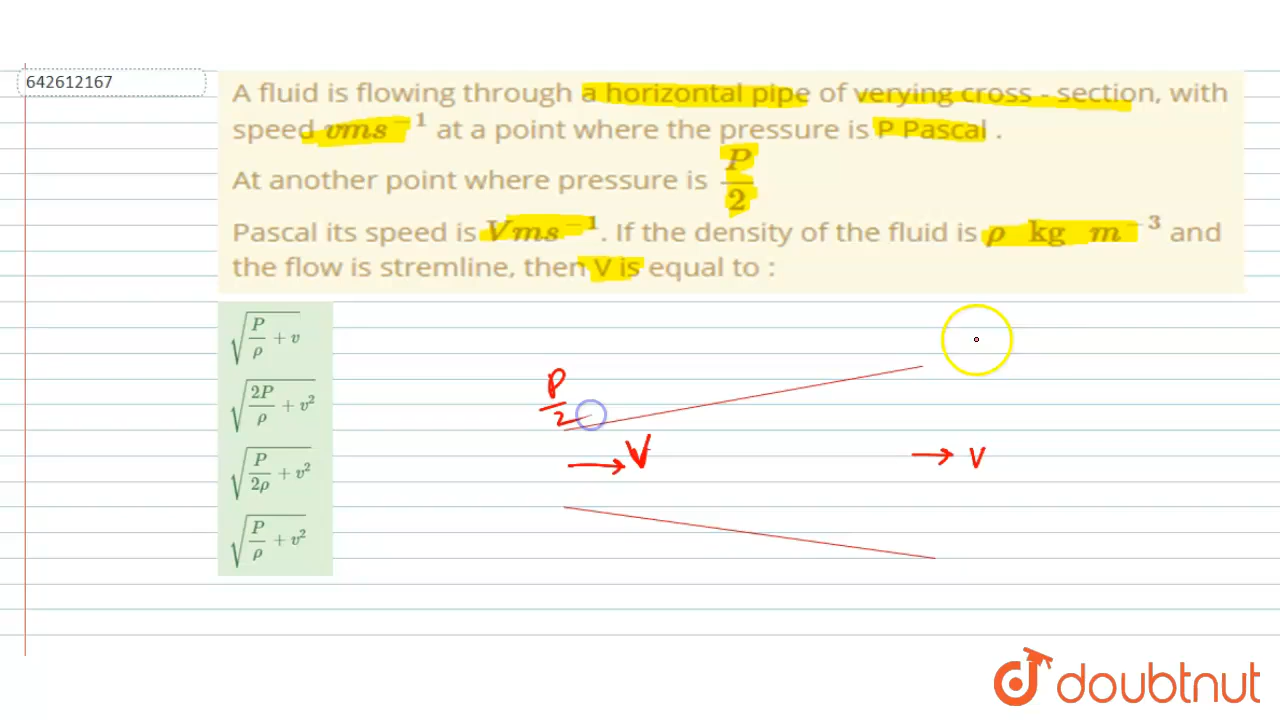 642612167
A fluid is flowing through a horizontal pipe of verying cross - section, with
speed vms⁻¹ at a point where the pressure is P Pascal .
At another point where pressure is P/2
Pascal its speed is Vms⁻¹. If the density of the fluid is ρ kg m⁻³ and
the flow is stremline, then V is equal to :
√(P/ρ + v)
√(2P/ρ + v²)
√(P/2ρ + v²)
√(P/ρ + v²)
P/2
→ V
→ v
doubtnut